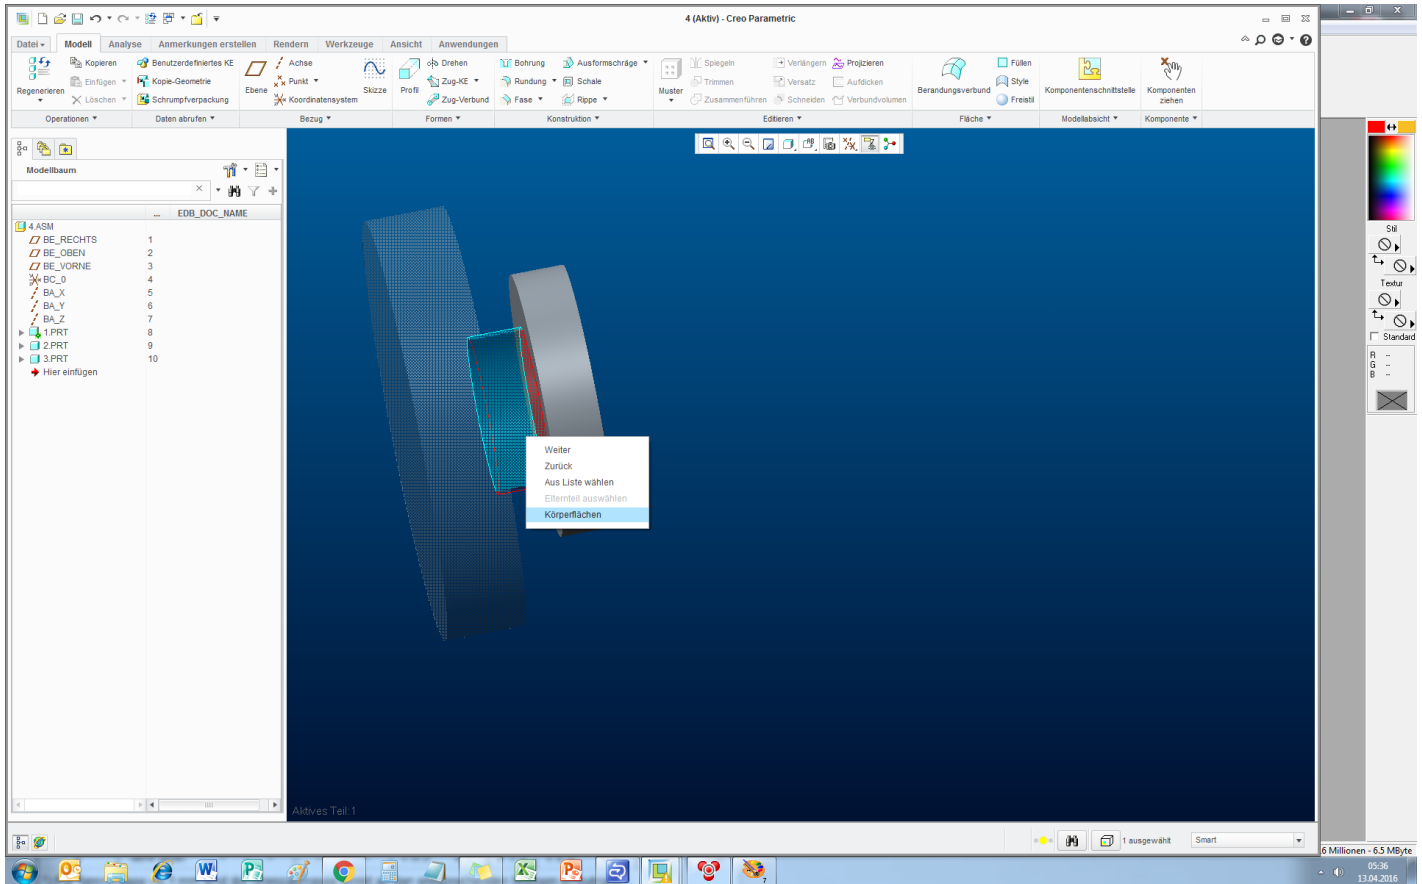 4 (Aktiv) - Creo Parametric
Datei Modell Analyse Anmerkungen erstellen Rendern Werkzeuge Ansicht Anwendungen
Regenerieren
Kopieren
Einfügen
Löschen
Operationen
Benutzerdefiniertes KE
Kopie-Geometrie
Schrumpfverpackung
Daten abrufen
Ebene
Achse
Punkt
Koordinatensystem
Skizze
Bezug
Profil
Drehen
Zug-KE
Zug-Verbund
Formen
Bohrung
Rundung
Fase
Ausformschräge
Schale
Rippe
Konstruktion
Muster
Spiegeln
Trimmen
Zusammenführen
Verlängern
Versatz
Schneiden
Projizieren
Aufdicken
Verbundvolumen
Editieren
Berandungsverbund
Füllen
Style
Freistil
Fläche
Komponentenschnittstelle
Modellabsicht
Komponenten
ziehen
Komponente
Modellbaum
... EDB_DOC_NAME
4.ASM
BE_RECHTS 1
BE_OBEN 2
BE_VORNE 3
BC_0 4
BA_X 5
BA_Y 6
BA_Z 7
1.PRT 8
2.PRT 9
3.PRT 10
Hier einfügen
Weiter
Zurück
Aus Liste wählen
Elternteil auswählen
Körperflächen
Aktives Teil:1
1 ausgewählt Smart
Stil
Textur
Standard
R --
G --
B --
6 Millionen - 6.5 MByte
05:36
13.04.2016